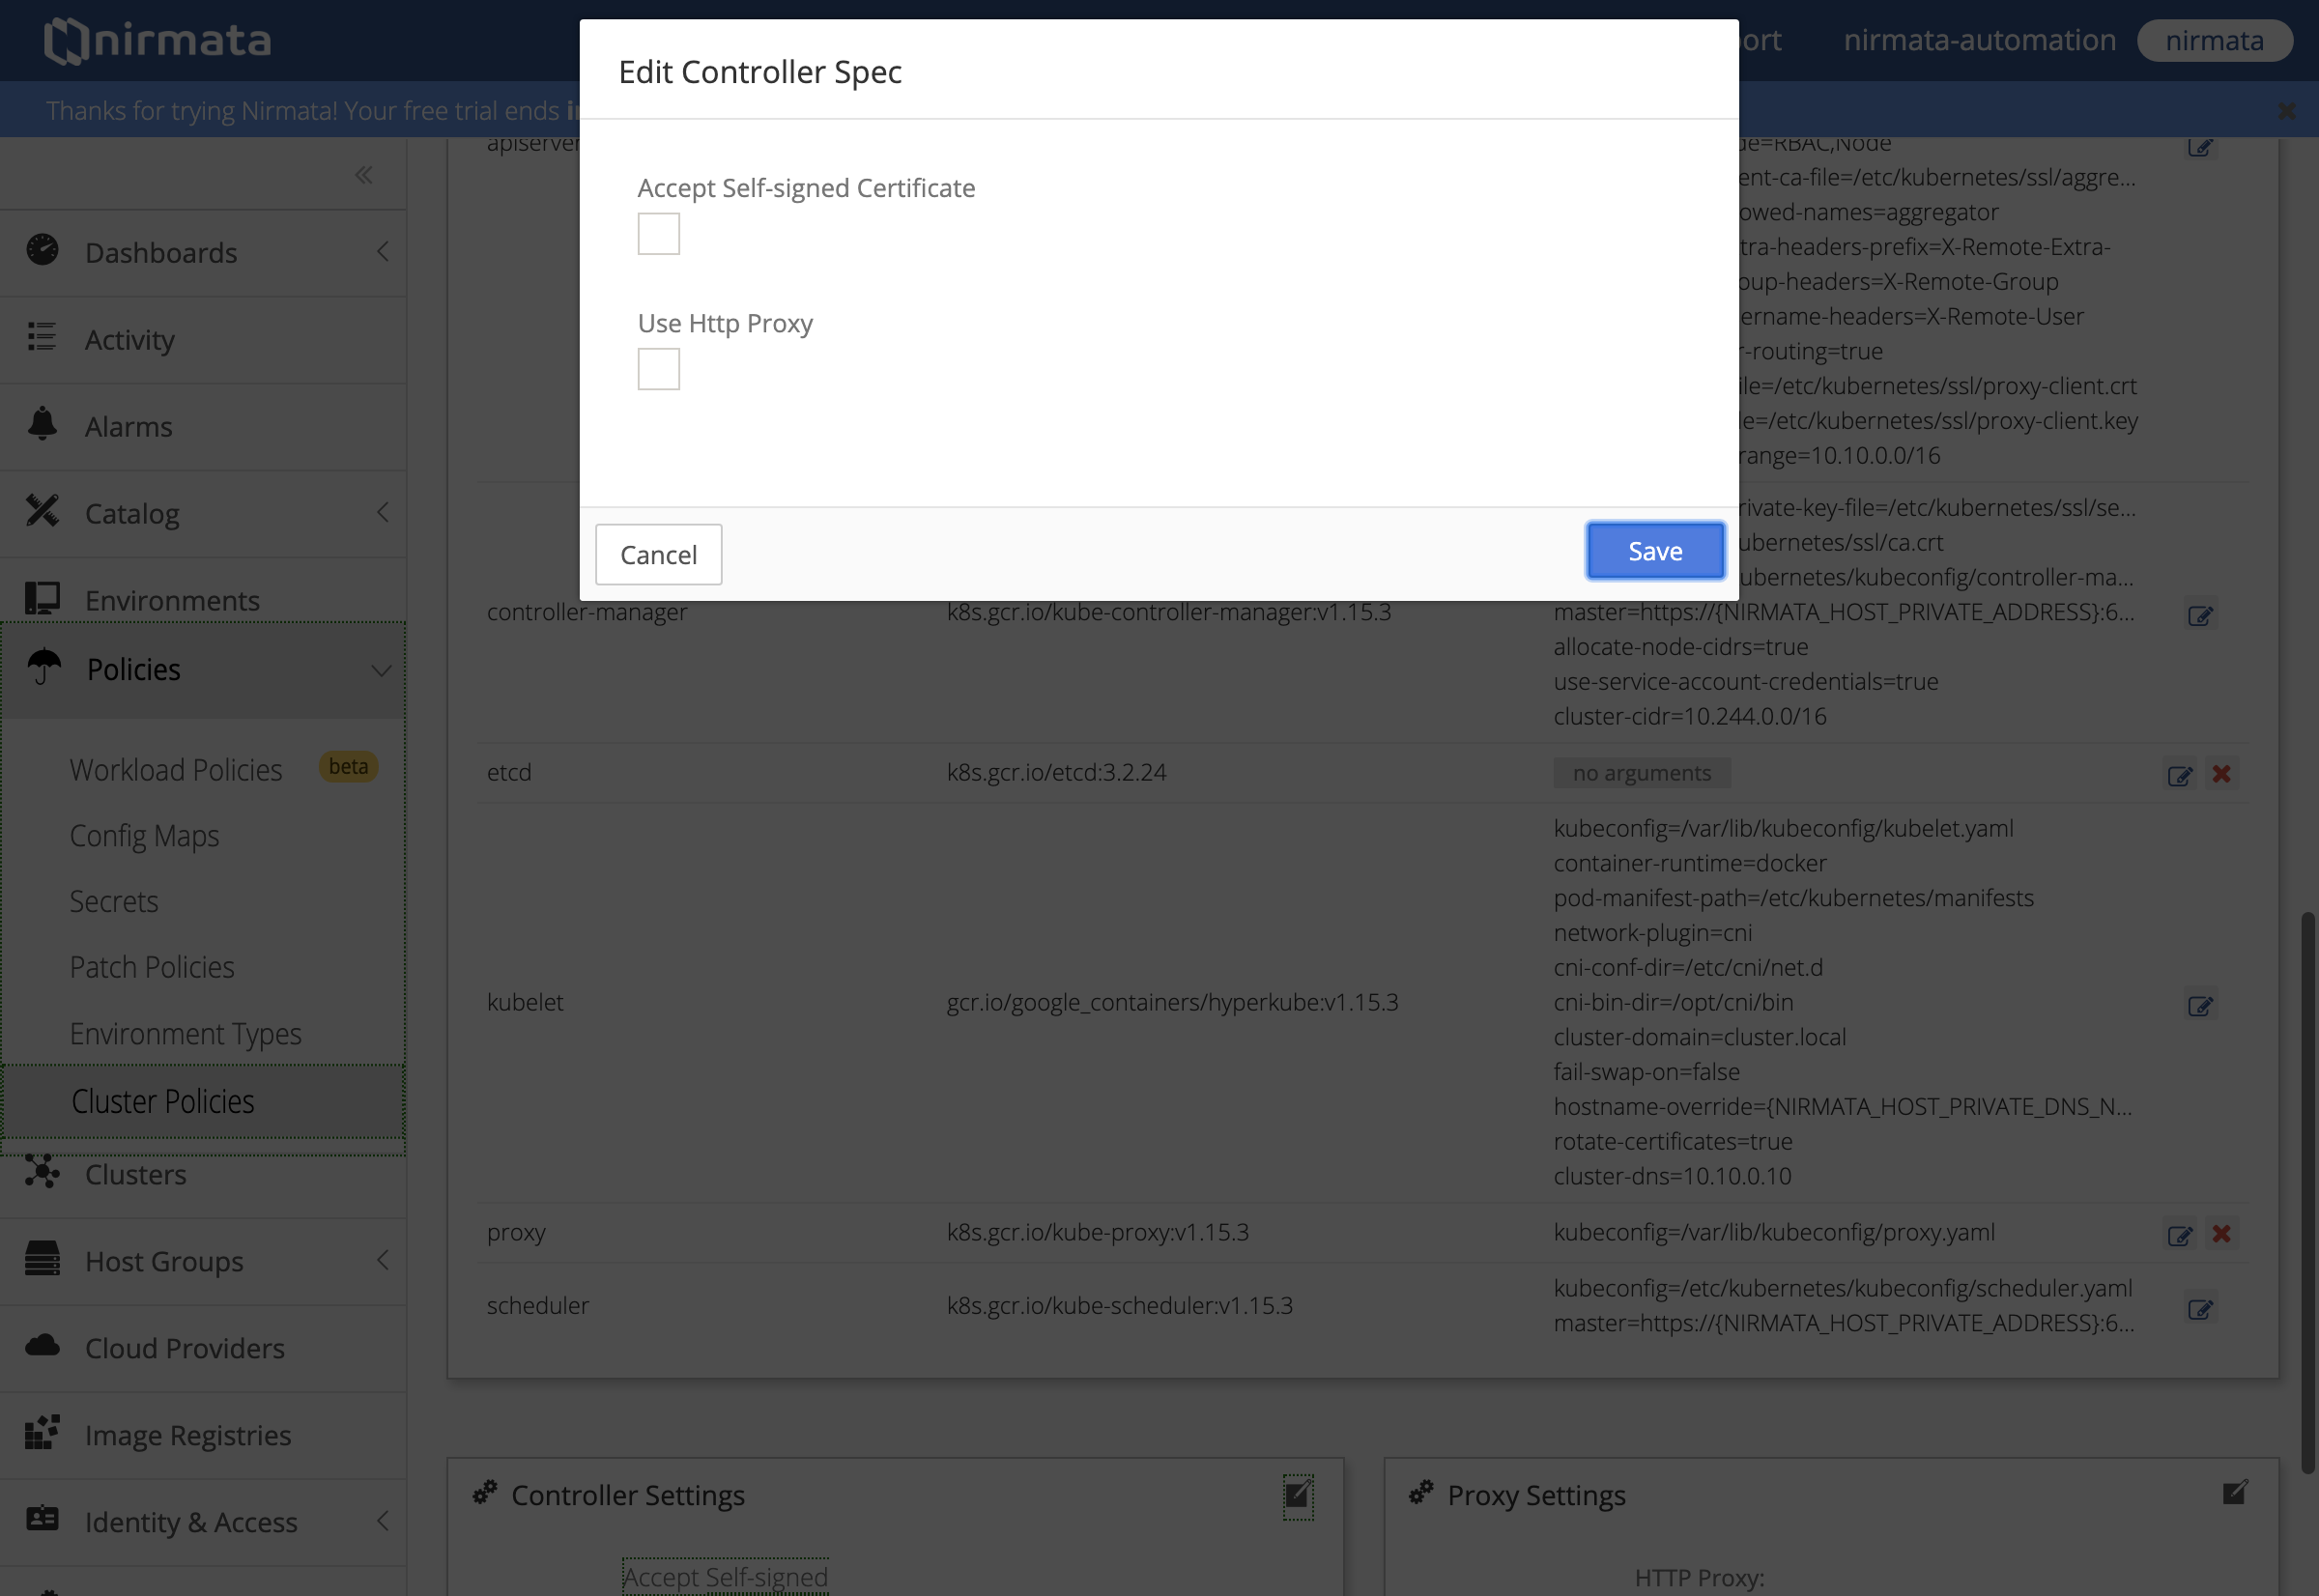 nirmata
nirmata-automation
nirmata
Thanks for trying Nirmata! Your free trial ends
Edit Controller Spec
Accept Self-signed Certificate
Use Http Proxy
Cancel
Save
Dashboards
Activity
Alarms
Catalog
Environments
Policies
Workload Policies beta
Config Maps
Secrets
Patch Policies
Environment Types
Cluster Policies
Clusters
Host Groups
Cloud Providers
Image Registries
Identity & Access
de=RBAC,Node
ent-ca-file=/etc/kubernetes/ssl/aggre...
owed-names=aggregator
tra-headers-prefix=X-Remote-Extra-
oup-headers=X-Remote-Group
ername-headers=X-Remote-User
r-routing=true
ile=/etc/kubernetes/ssl/proxy-client.crt
le=/etc/kubernetes/ssl/proxy-client.key
range=10.10.0.0/16
rivate-key-file=/etc/kubernetes/ssl/se...
ubernetes/ssl/ca.crt
ubernetes/kubeconfig/controller-ma...
controller-manager k8s.gcr.io/kube-controller-manager:v1.15.3 master=https://{NIRMATA_HOST_PRIVATE_ADDRESS}:6...
allocate-node-cidrs=true
use-service-account-credentials=true
cluster-cidr=10.244.0.0/16
etcd k8s.gcr.io/etcd:3.2.24 no arguments
kubeconfig=/var/lib/kubeconfig/kubelet.yaml
container-runtime=docker
pod-manifest-path=/etc/kubernetes/manifests
network-plugin=cni
cni-conf-dir=/etc/cni/net.d
kubelet gcr.io/google_containers/hyperkube:v1.15.3 cni-bin-dir=/opt/cni/bin
cluster-domain=cluster.local
fail-swap-on=false
hostname-override={NIRMATA_HOST_PRIVATE_DNS_N...
rotate-certificates=true
cluster-dns=10.10.0.10
proxy k8s.gcr.io/kube-proxy:v1.15.3 kubeconfig=/var/lib/kubeconfig/proxy.yaml
kubeconfig=/etc/kubernetes/kubeconfig/scheduler.yaml
scheduler k8s.gcr.io/kube-scheduler:v1.15.3 master=https://{NIRMATA_HOST_PRIVATE_ADDRESS}:6...
Controller Settings
Accept Self-signed
Proxy Settings
HTTP Proxy: